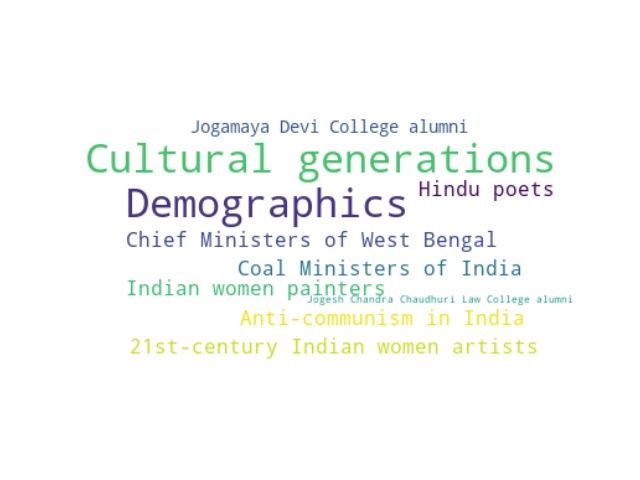 Jogamaya Devi College alumni
Cultural generations
Demographics
Hindu poets
Chief Ministers of West Bengal
Coal Ministers of India
Indian women painters
Jogesh Chandra Chaudhuri Law College alumni
Anti-communism in India
21st-century Indian women artists